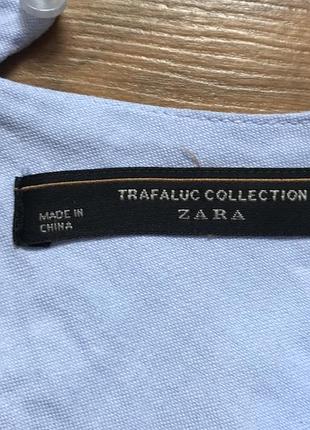 TRAFALUC COLLECTION
ZARA
MADE IN
CHINA